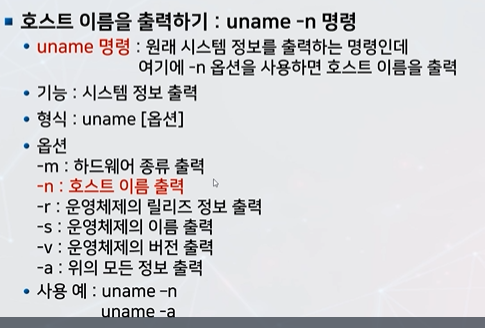 ▪ 호스트 이름을 출력하기 : uname –n 명령
• uname 명령 : 원래 시스템 정보를 출력하는 명령인데
여기에 –n 옵션을 사용하면 호스트 이름을 출력
• 기능 : 시스템 정보 출력
• 형식 : uname [옵션]
• 옵션
-m : 하드웨어 종류 출력
-n : 호스트 이름 출력
-r : 운영체제의 릴리즈 정보 출력
-s : 운영체제의 이름 출력
-v : 운영체제의 버전 출력
-a : 위의 모든 정보 출력
• 사용 예 : uname –n
uname –a